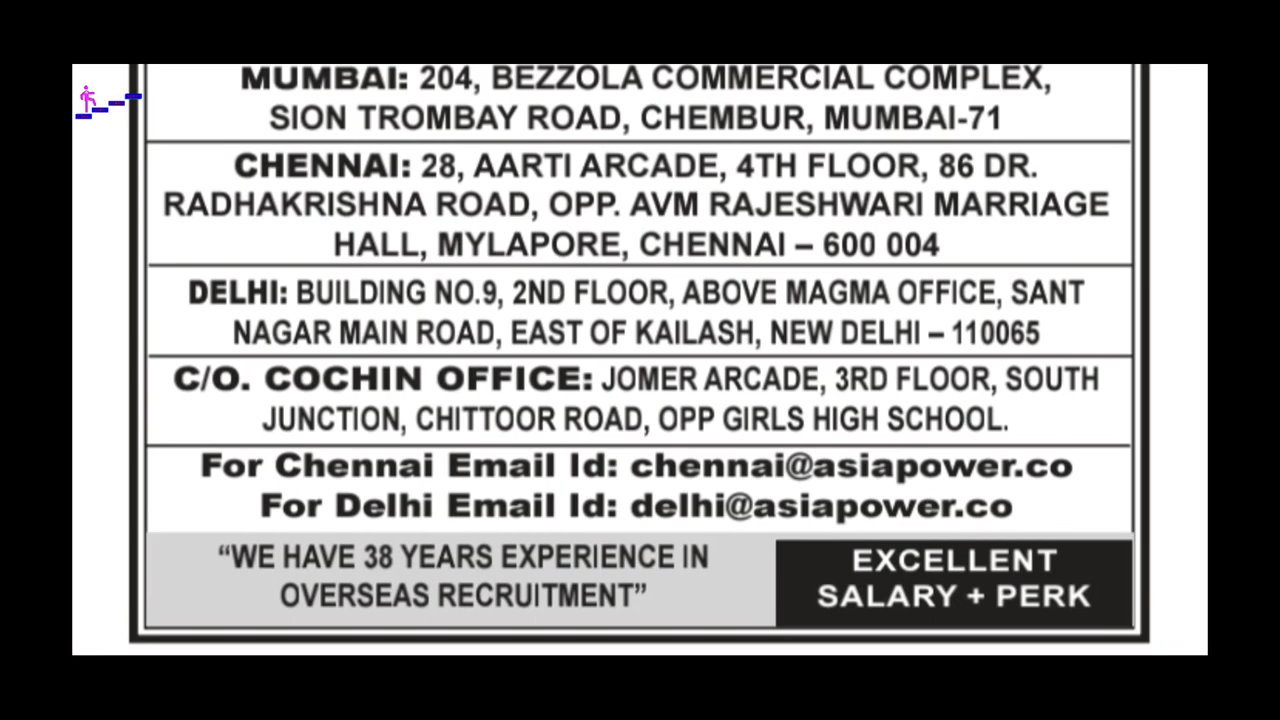 MUMBAI: 204, BEZZOLA COMMERCIAL COMPLEX,
SION TROMBAY ROAD, CHEMBUR, MUMBAI-71
CHENNAI: 28, AARTI ARCADE, 4TH FLOOR, 86 DR.
RADHAKRISHNA ROAD, OPP. AVM RAJESHWARI MARRIAGE
HALL, MYLAPORE, CHENNAI – 600 004
DELHI: BUILDING NO.9, 2ND FLOOR, ABOVE MAGMA OFFICE, SANT
NAGAR MAIN ROAD, EAST OF KAILASH, NEW DELHI – 110065
C/O. COCHIN OFFICE: JOMER ARCADE, 3RD FLOOR, SOUTH
JUNCTION, CHITTOOR ROAD, OPP GIRLS HIGH SCHOOL.
For Chennai Email Id: chennai@asiapower.co
For Delhi Email Id: delhi@asiapower.co
“WE HAVE 38 YEARS EXPERIENCE IN
OVERSEAS RECRUITMENT”
EXCELLENT
SALARY + PERK